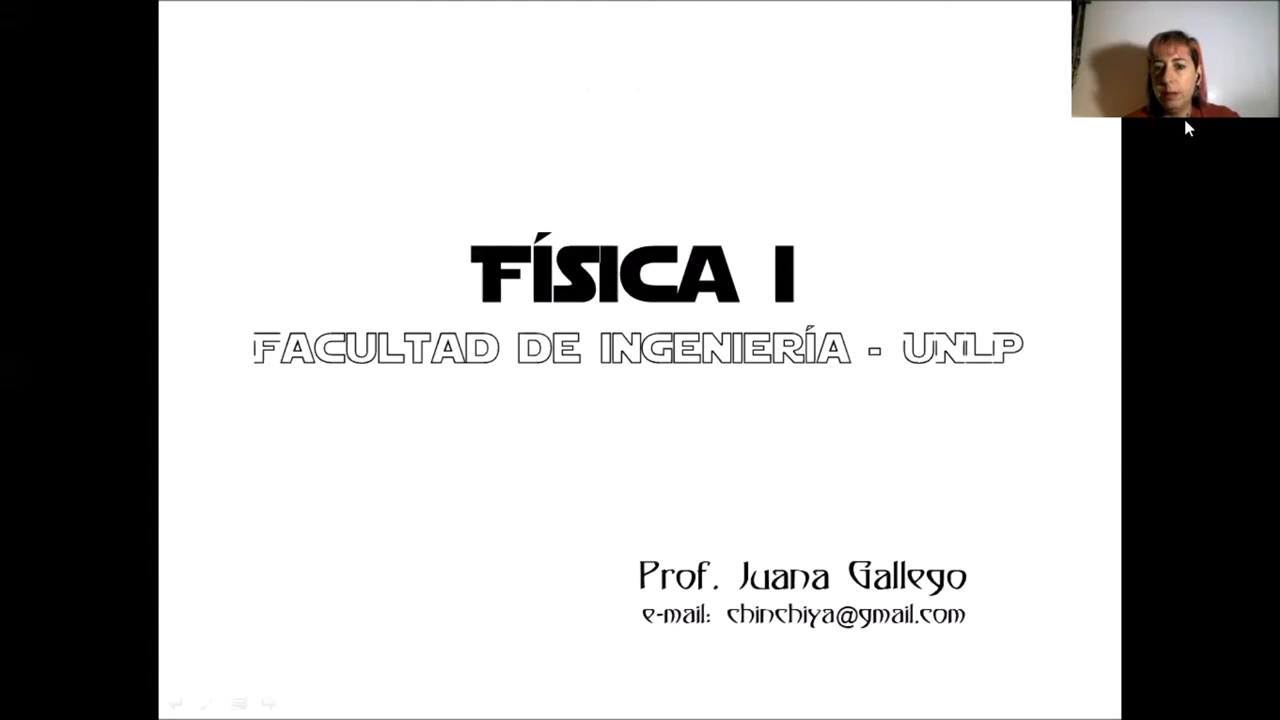 FÍSICA I
FACULTAD DE INGENIERÍA - UNLP
Prof. Juana Gallego
e-mail: chinchiya@gmail.com